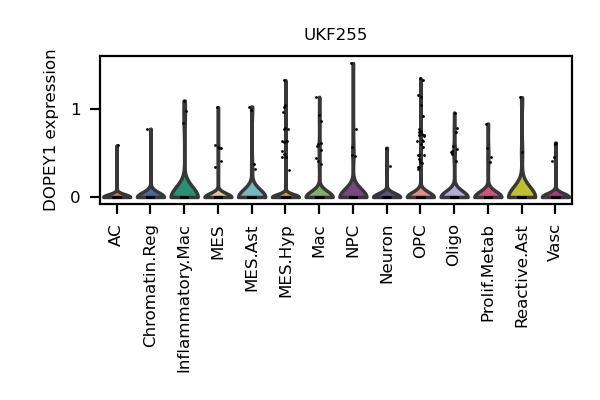 UKF255
DOPEY1 expression
1
0
AC
Chromatin.Reg
Inflammatory.Mac
MES
MES.Ast
MES.Hyp
Mac
NPC
Neuron
OPC
Oligo
Prolif.Metab
Reactive.Ast
Vasc